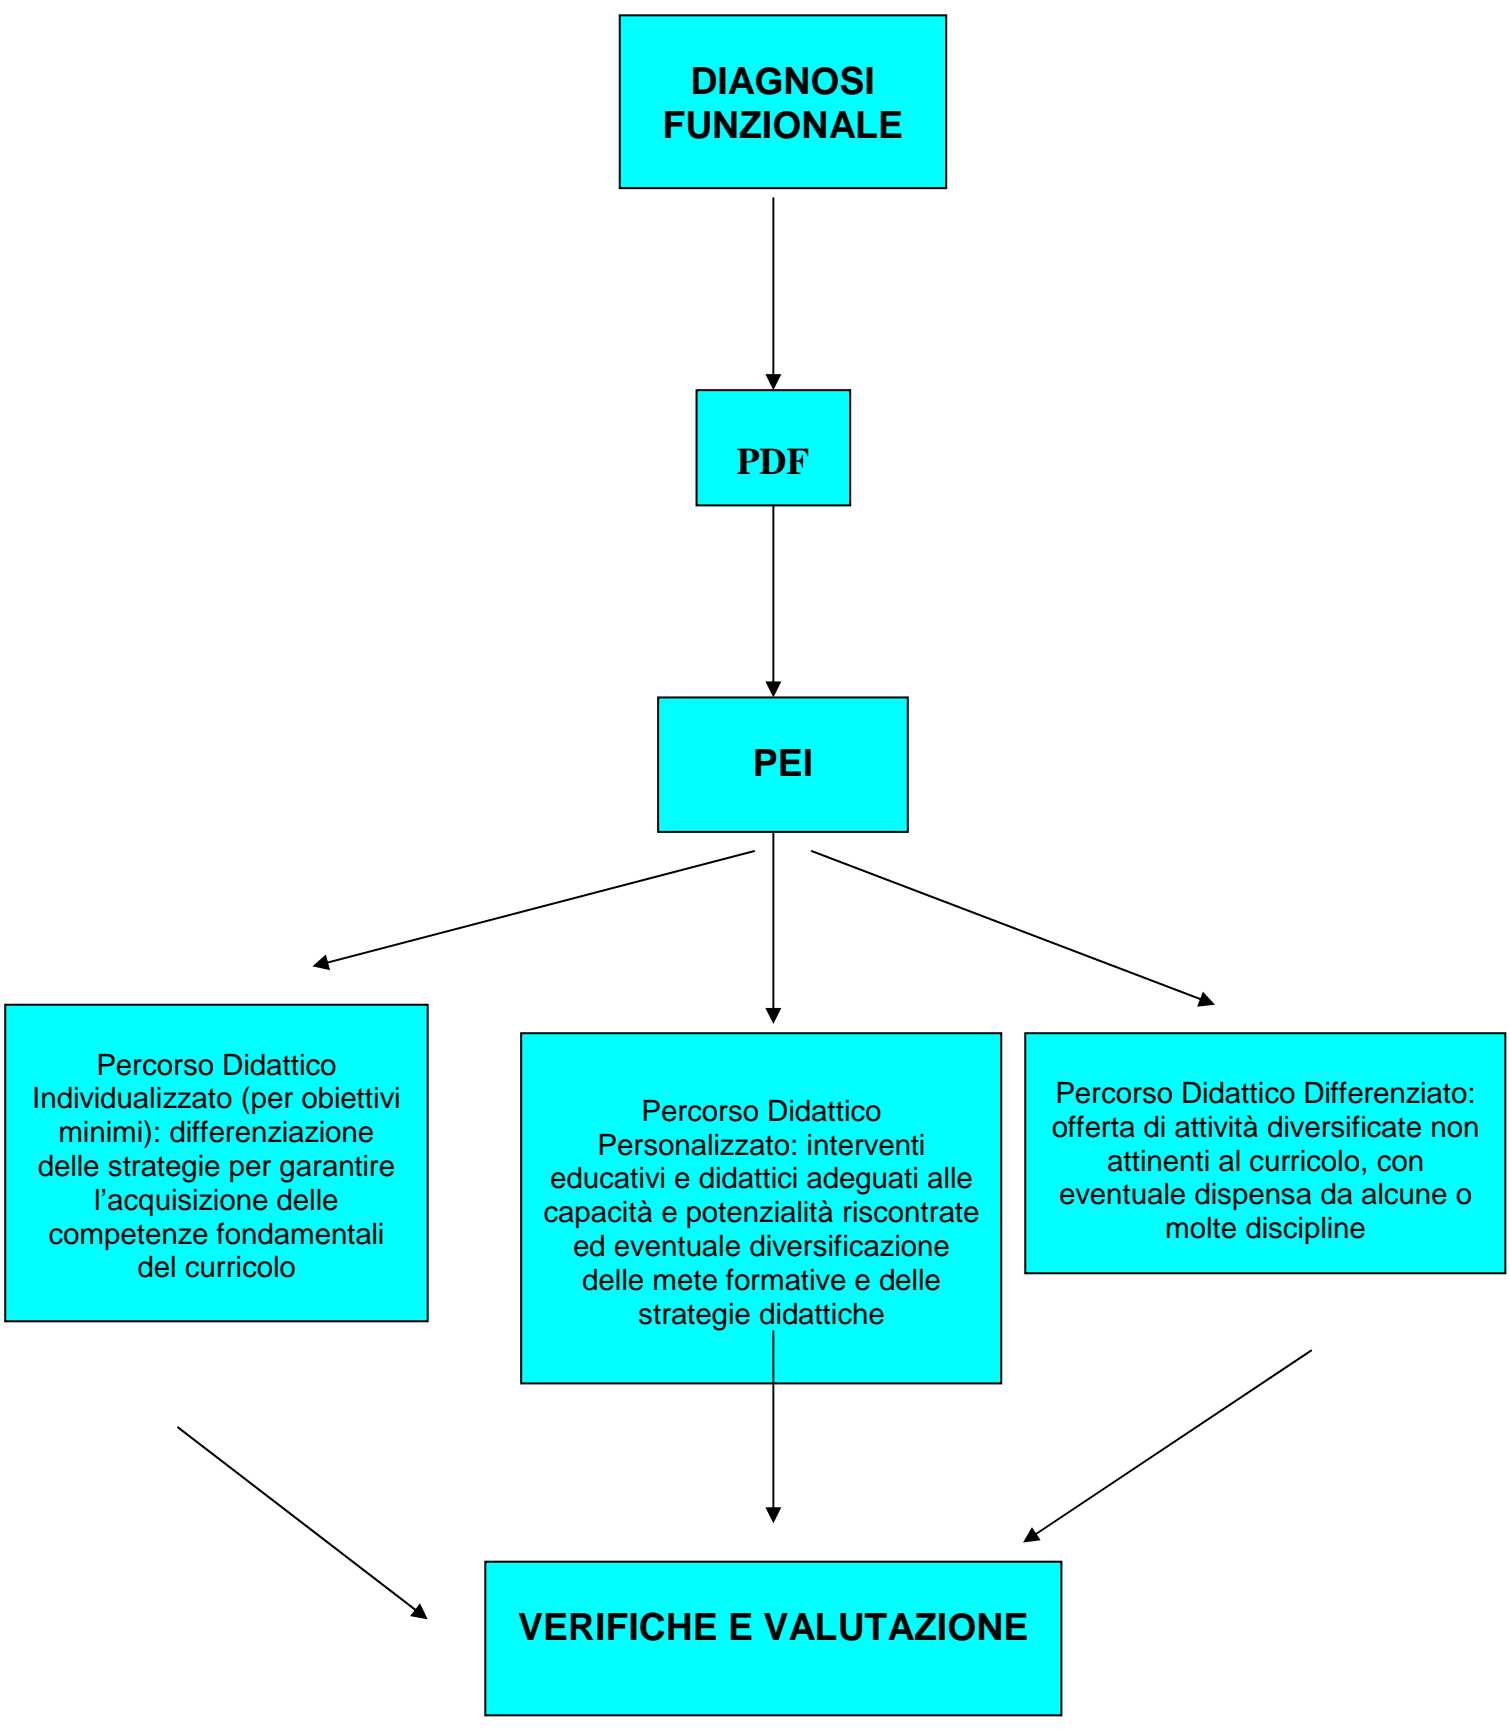 DIAGNOSI
FUNZIONALE
PDF
PEI
Percorso Didattico
Individualizzato (per obiettivi
minimi): differenziazione
delle strategie per garantire
l’acquisizione delle
competenze fondamentali
del curricolo
Percorso Didattico
Personalizzato: interventi
educativi e didattici adeguati alle
capacità e potenzialità riscontrate
ed eventuale diversificazione
delle mete formative e delle
strategie didattiche
Percorso Didattico Differenziato:
offerta di attività diversificate non
attinenti al curricolo, con
eventuale dispensa da alcune o
molte discipline
VERIFICHE E VALUTAZIONE